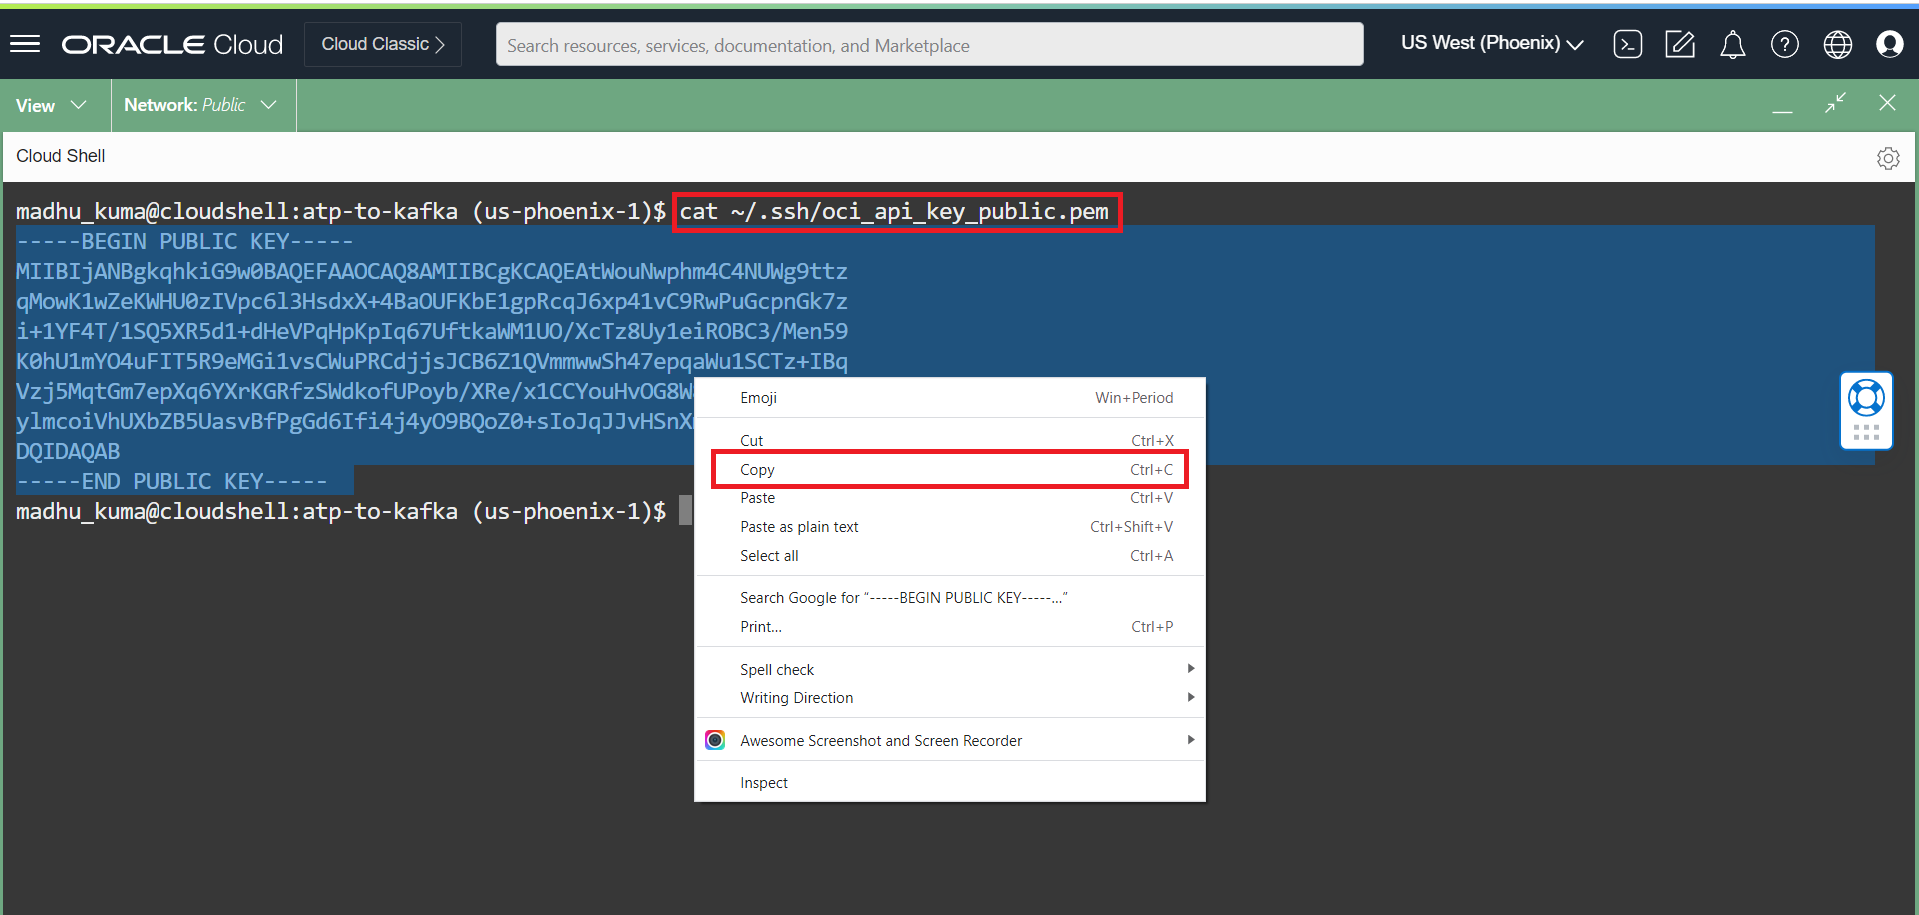 ORACLE Cloud
Cloud Classic >
Search resources, services, documentation, and Marketplace
US West (Phoenix)
View
Network: Public
Cloud Shell
madhu_kuma@cloudshell:atp-to-kafka (us-phoenix-1)$ cat ~/.ssh/oci_api_key_public.pem
-----BEGIN PUBLIC KEY-----
MIIBIjANBgkqhkiG9w0BAQEFAAOCAQ8AMIIBCgKCAQEAtWouNwphm4C4NUWg9ttz
qMowK1wZeKWHU0zIVpc6l3HsdxX+4BaOUFKbE1gpRcqJ6xp41vC9RwPuGcpnGk7z
i+1YF4T/1SQ5XR5d1+dHeVPqHpKpIq67UftkaWM1UO/XcTz8Uy1eiROBC3/Men59
K0hU1mYO4uFIT5R9eMGi1vsCWuPRCdjjsJCB6Z1QVmmwwSh47epqaWu1SCTz+IBq
Vzj5MqtGm7epXq6YXrKGRfzSWdkofUPoyb/XRe/x1CCYouHvOG8W
ylmcoiVhUXbZB5UasvBfPgGd6Ifi4j4yO9BQoZ0+sIoJqJJvHSnX
DQIDAQAB
-----END PUBLIC KEY-----
madhu_kuma@cloudshell:atp-to-kafka (us-phoenix-1)$
Emoji Win+Period
Cut Ctrl+X
Copy Ctrl+C
Paste Ctrl+V
Paste as plain text Ctrl+Shift+V
Select all Ctrl+A
Search Google for “-----BEGIN PUBLIC KEY-----...”
Print... Ctrl+P
Spell check
Writing Direction
Awesome Screenshot and Screen Recorder
Inspect